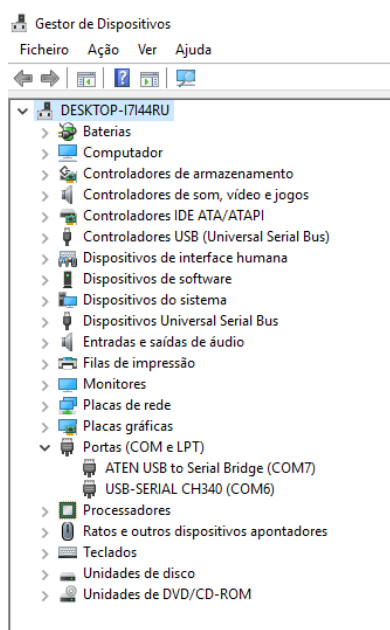 Gestor de Dispositivos
Ficheiro Ação Ver Ajuda
DESKTOP-I7I44RU
Baterias
Computador
Controladores de armazenamento
Controladores de som, vídeo e jogos
Controladores IDE ATA/ATAPI
Controladores USB (Universal Serial Bus)
Dispositivos de interface humana
Dispositivos de software
Dispositivos do sistema
Dispositivos Universal Serial Bus
Entradas e saídas de áudio
Filas de impressão
Monitores
Placas de rede
Placas gráficas
Portas (COM e LPT)
ATEN USB to Serial Bridge (COM7)
USB-SERIAL CH340 (COM6)
Processadores
Ratos e outros dispositivos apontadores
Teclados
Unidades de disco
Unidades de DVD/CD-ROM